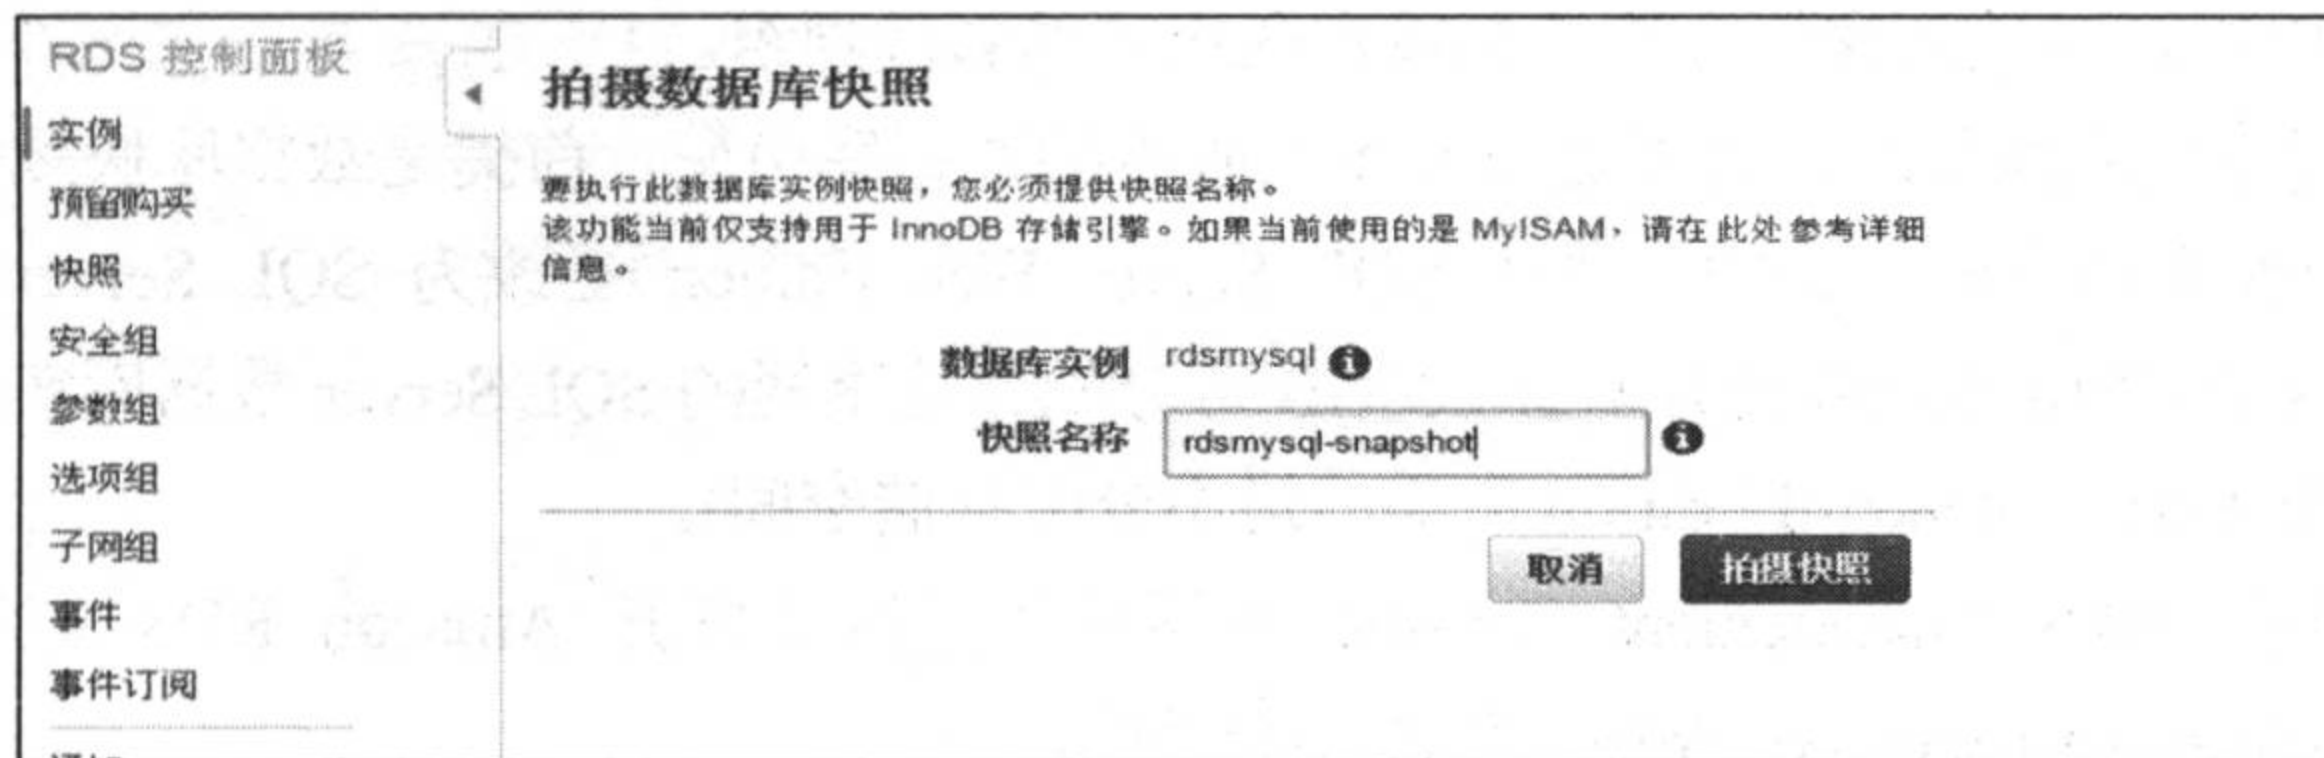 RDS 控制面板
实例
预留购买
快照
安全组
参数组
选项组
子网组
事件
事件订阅
拍摄数据库快照
要执行此数据库实例快照，您必须提供快照名称。
该功能当前仅支持用于 InnoDB 存储引擎。如果当前使用的是 MyISAM，请在 此处 参考详细
信息。
数据库实例 rdsmysql
快照名称 rdsmysql-snapshot
取消 拍摄快照